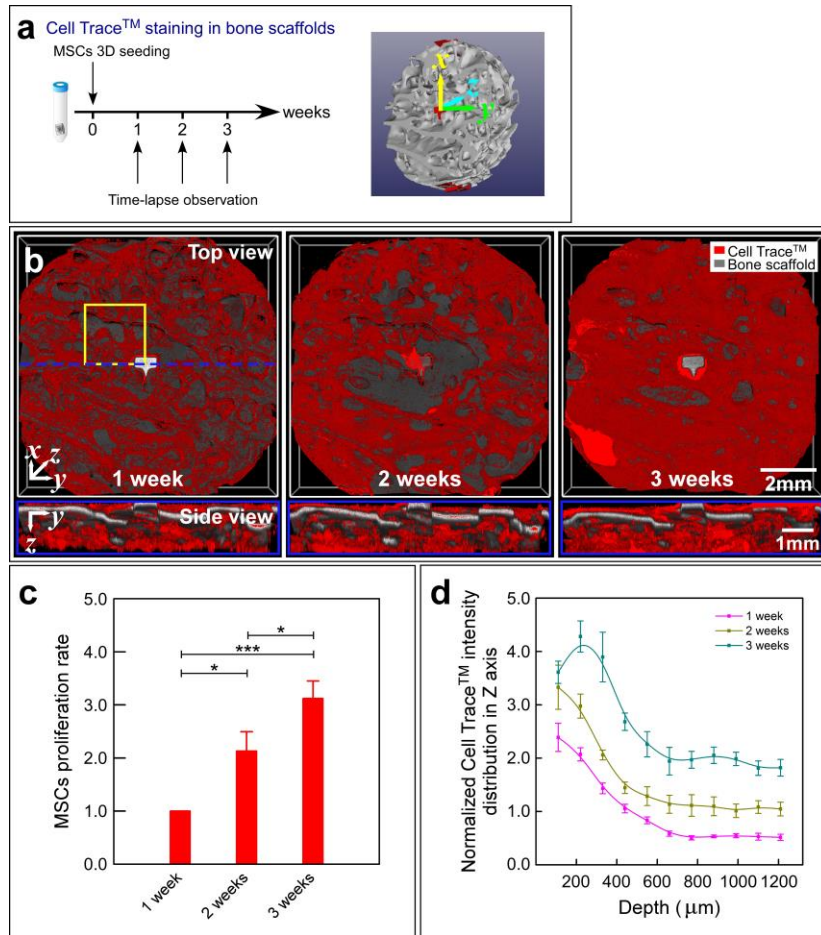 a
Cell Trace™ staining in bone scaffolds
MSCs 3D seeding
weeks
0 1 2 3
Time-lapse observation
b
Top view
Cell Trace™
Bone scaffold
x z
y
1 week
2 weeks
3 weeks
2mm
y
z
Side view
1mm
c
MSCs proliferation rate
5.0
4.0
3.0
2.0
1.0
0.0
*
***
*
1 week
2 weeks
3 weeks
d
Normalized Cell Trace™ intensity
distribution in Z axis
5.0
4.0
3.0
2.0
1.0
0.0
1 week
2 weeks
3 weeks
200 400 600 800 1000 1200
Depth (μm)